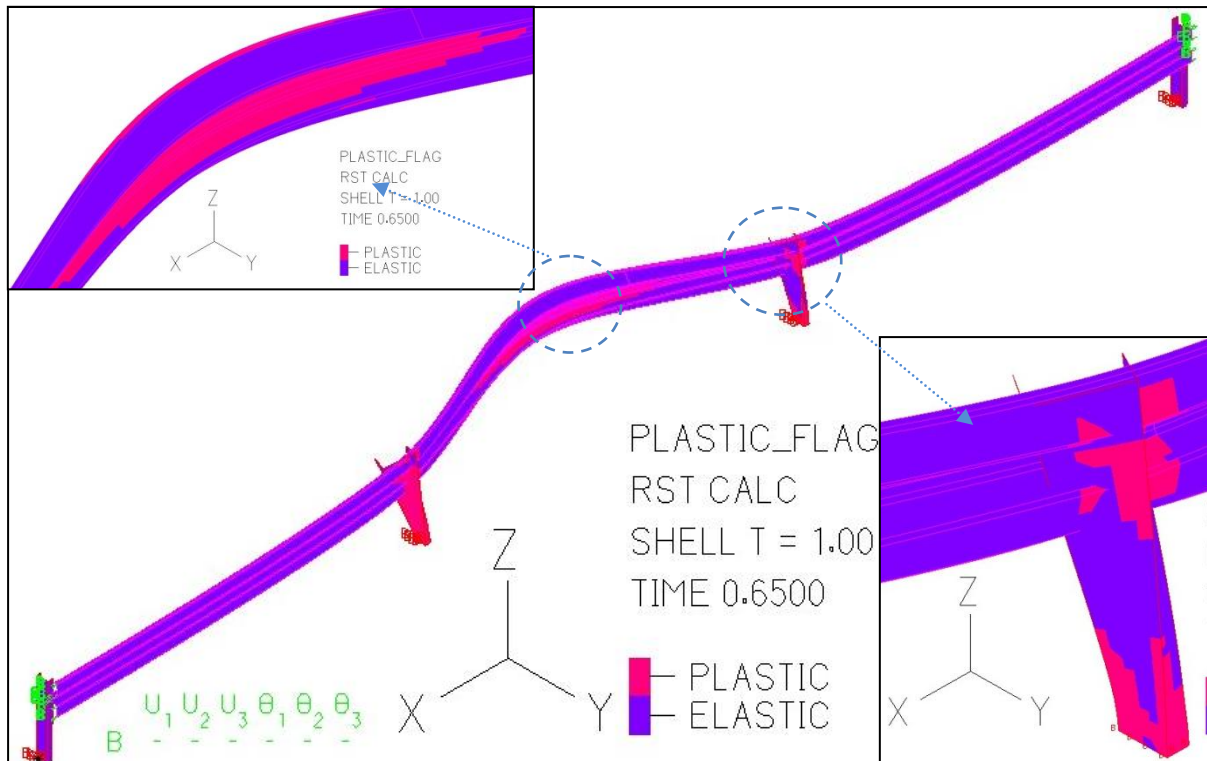 PLASTIC_FLAG
RST CALC
SHELL T = 1.00
TIME 0.6500
Z
X Y
PLASTIC
ELASTIC
PLASTIC_FLAG
RST CALC
SHELL T = 1.00
TIME 0.6500
Z
X Y
PLASTIC
ELASTIC
U1 U2 U3 θ1 θ2 θ3
B - - - - - -
Z
X Y